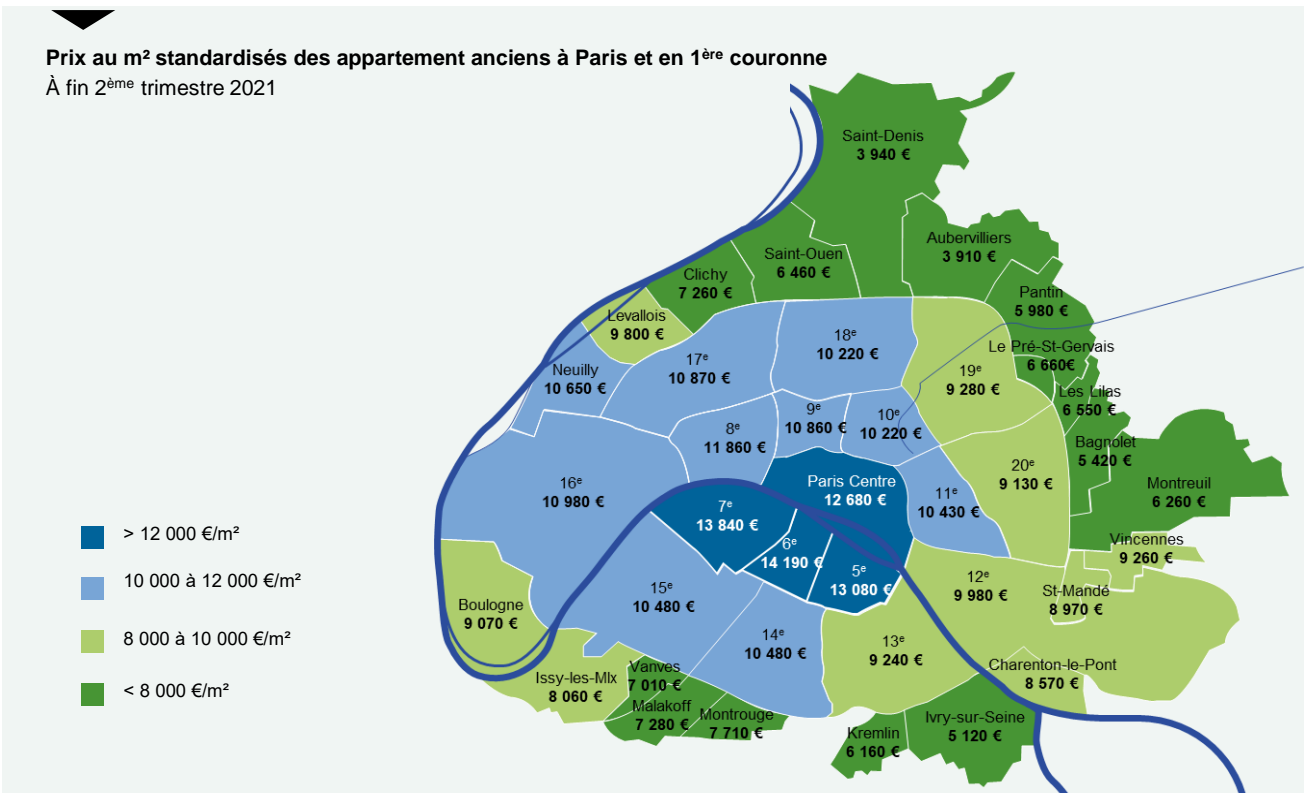 Prix au m² standardisés des appartement anciens à Paris et en 1ère couronne
À fin 2ème trimestre 2021
Saint-Denis
3 940 €
Aubervilliers
3 910 €
Saint-Ouen
6 460 €
Clichy
7 260 €
Pantin
5 980 €
Levallois
9 800 €
18e
10 220 €
Le Pré-St-Gervais
6 660€
17e
10 870 €
19e
9 280 €
Neuilly
10 650 €
Les Lilas
6 550 €
9e
10 860 €
10e
10 220 €
8e
11 860 €
Bagnolet
5 420 €
20e
9 130 €
Montreuil
6 260 €
16e
10 980 €
Paris Centre
12 680 €
11e
10 430 €
7e
13 840 €
Vincennes
9 260 €
6e
14 190 €
5e
13 080 €
12e
9 980 €
St-Mandé
8 970 €
15e
10 480 €
Boulogne
9 070 €
14e
10 480 €
13e
9 240 €
Charenton-le-Pont
8 570 €
Issy-les-Mlx
8 060 €
Vanves
7 010 €
Malakoff
7 280 €
Montrouge
7 710 €
Ivry-sur-Seine
5 120 €
Kremlin
6 160 €
> 12 000 €/m²
10 000 à 12 000 €/m²
8 000 à 10 000 €/m²
< 8 000 €/m²